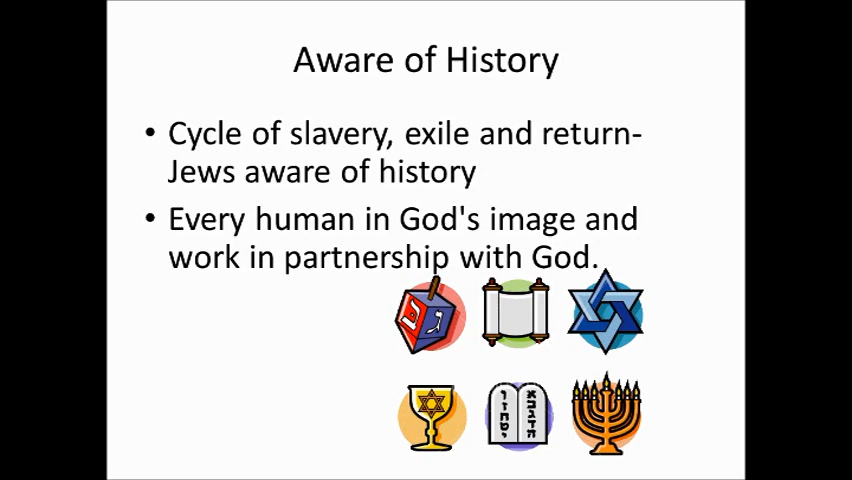 Aware of History
• Cycle of slavery, exile and return-
Jews aware of history
• Every human in God's image and
work in partnership with God.